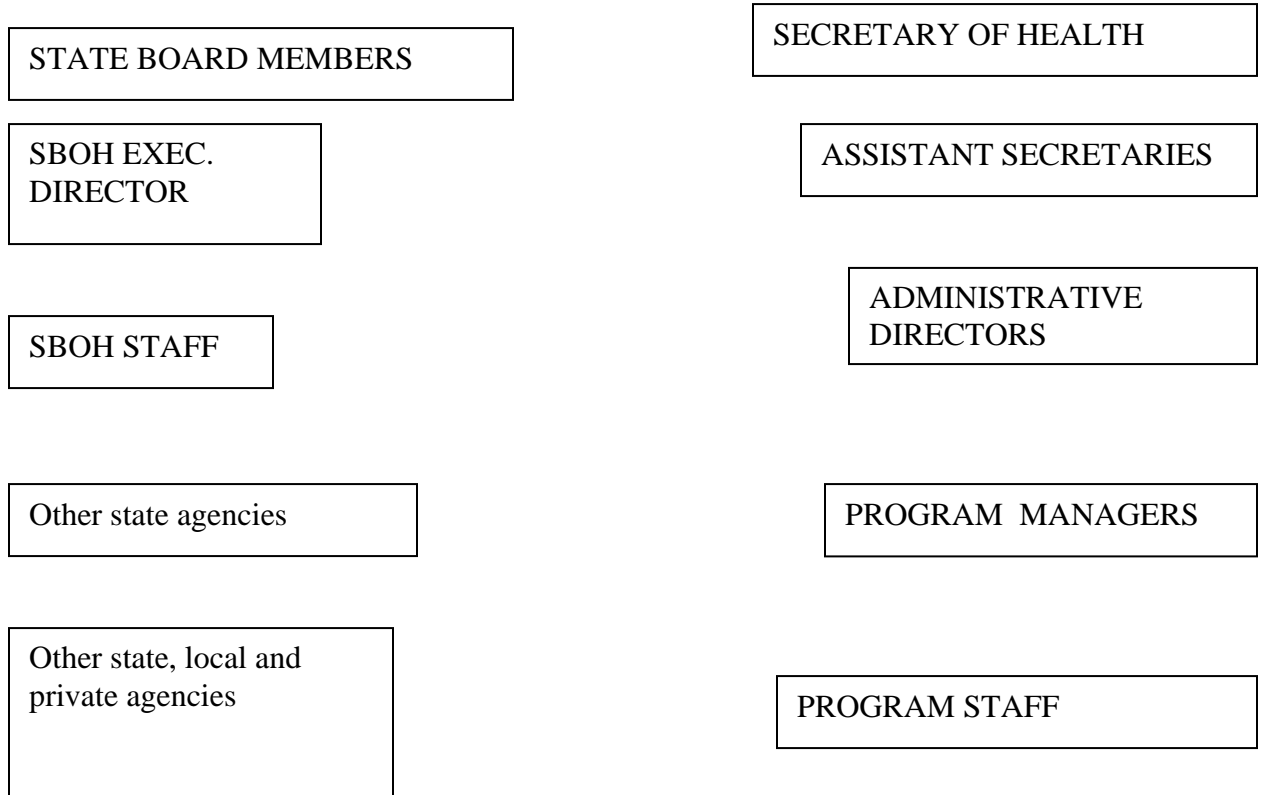 STATE BOARD MEMBERS
SBOH EXEC.
DIRECTOR
SBOH STAFF
Other state agencies
Other state, local and
private agencies
SECRETARY OF HEALTH
ASSISTANT SECRETARIES
ADMINISTRATIVE
DIRECTORS
PROGRAM  MANAGERS
PROGRAM STAFF